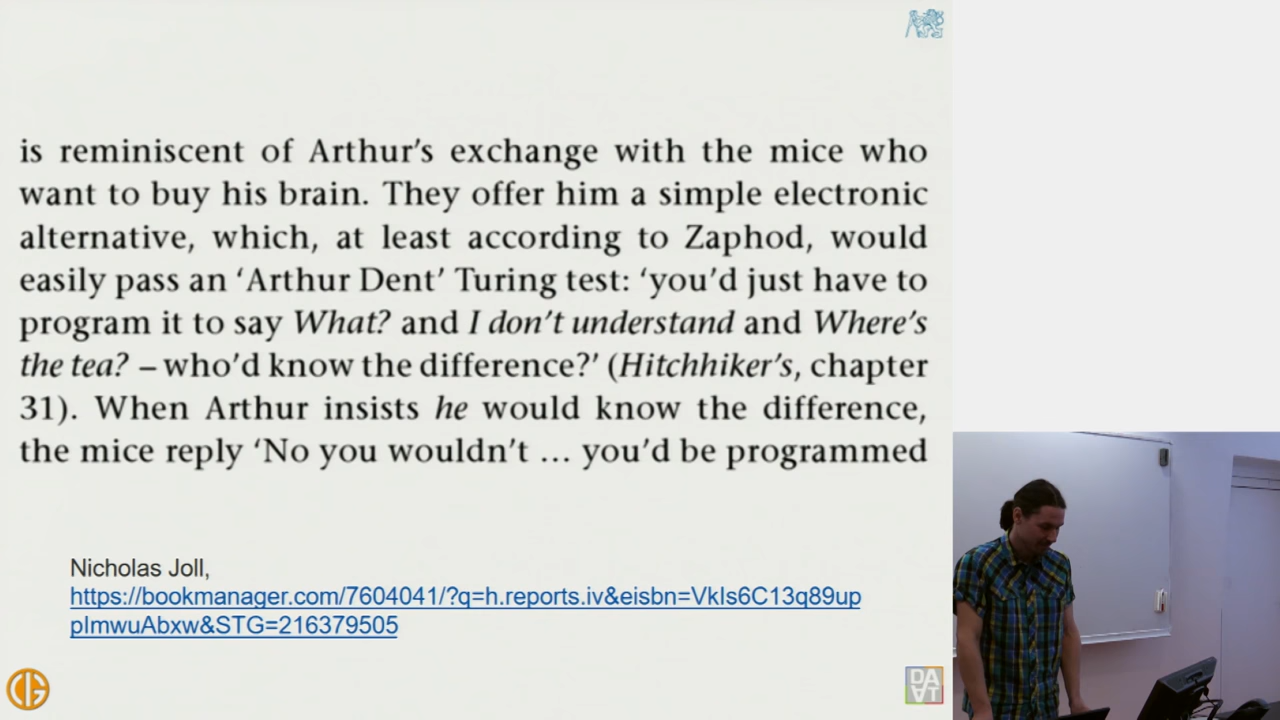 is reminiscent of Arthur's exchange with the mice who
want to buy his brain. They offer him a simple electronic
alternative, which, at least according to Zaphod, would
easily pass an ‘Arthur Dent’ Turing test: ‘you’d just have to
program it to say What? and I don’t understand and Where’s
the tea? – who’d know the difference?’ (Hitchhiker’s, chapter
31). When Arthur insists he would know the difference,
the mice reply ‘No you wouldn’t … you’d be programmed
Nicholas Joll,
https://bookmanager.com/7604041/?q=h.reports.iv&eisbn=VkIs6C13q89up
pImwuAbxw&STG=216379505
CIG
DA
AT